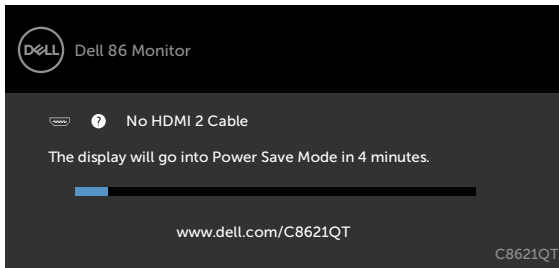 DELL Dell 86 Monitor
? No HDMI 2 Cable
The display will go into Power Save Mode in 4 minutes.
www.dell.com/C8621QT
C8621QT